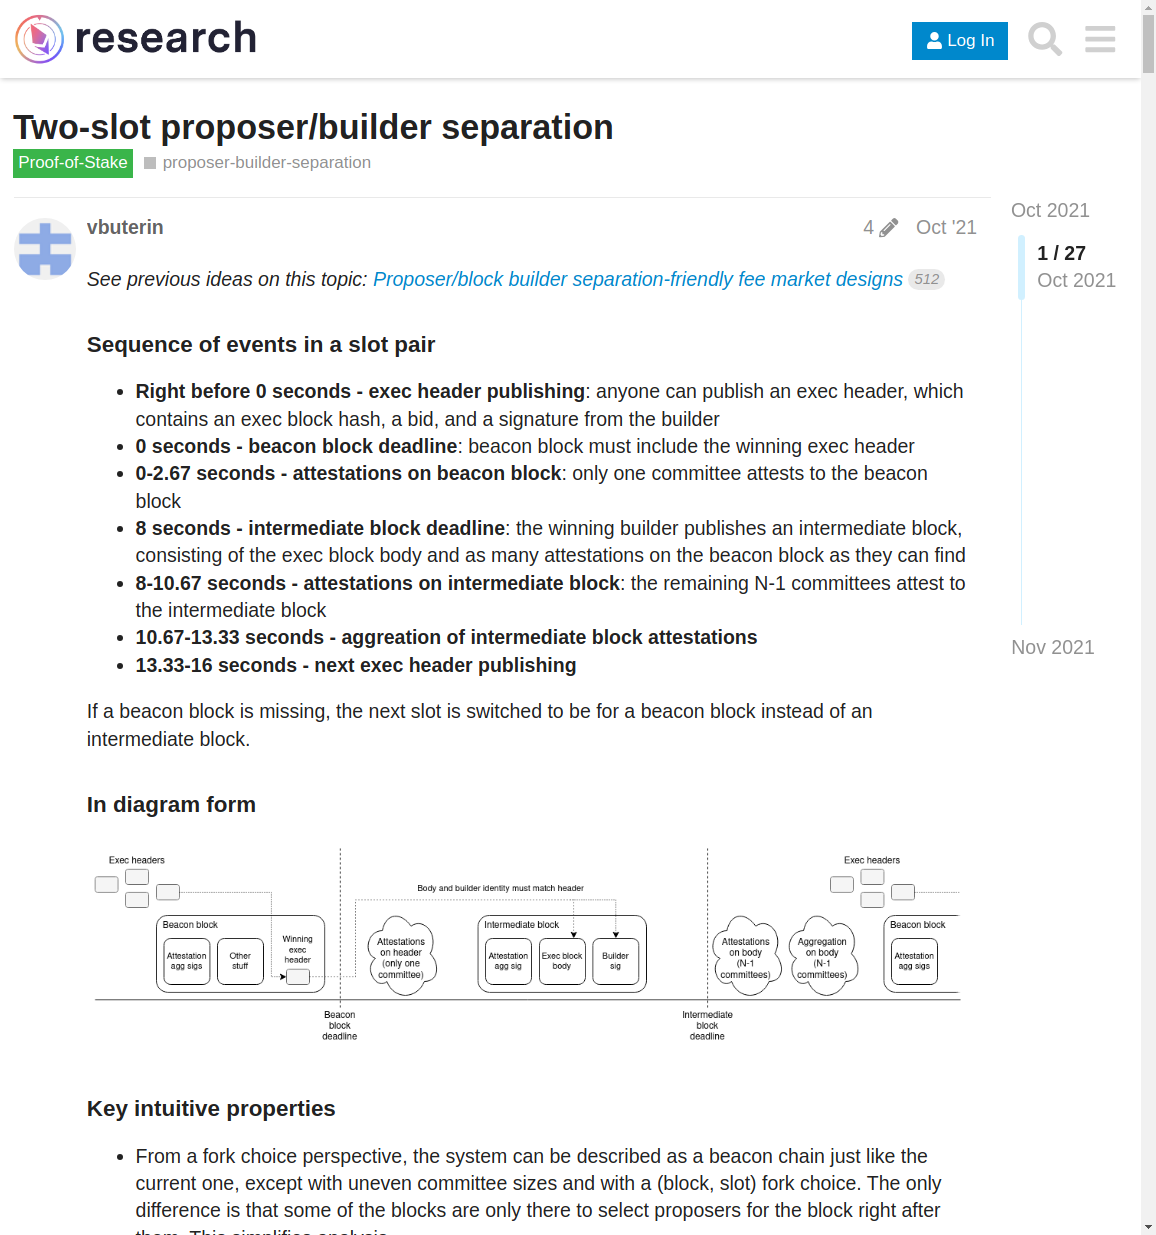 research
Log In
Two-slot proposer/builder separation
Proof-of-Stake proposer-builder-separation
vbuterin 4 Oct '21
Oct 2021
1 / 27
Oct 2021
Nov 2021
See previous ideas on this topic: Proposer/block builder separation-friendly fee market designs 512
Sequence of events in a slot pair
• Right before 0 seconds - exec header publishing: anyone can publish an exec header, which
contains an exec block hash, a bid, and a signature from the builder
• 0 seconds - beacon block deadline: beacon block must include the winning exec header
• 0-2.67 seconds - attestations on beacon block: only one committee attests to the beacon
block
• 8 seconds - intermediate block deadline: the winning builder publishes an intermediate block,
consisting of the exec block body and as many attestations on the beacon block as they can find
• 8-10.67 seconds - attestations on intermediate block: the remaining N-1 committees attest to
the intermediate block
• 10.67-13.33 seconds - aggreation of intermediate block attestations
• 13.33-16 seconds - next exec header publishing
If a beacon block is missing, the next slot is switched to be for a beacon block instead of an
intermediate block.
In diagram form
Exec headers
Beacon block
Attestation
agg sigs
Other
stuff
Winning
exec
header
Beacon
block
deadline
Body and builder identity must match header
Attestations
on header
(only one
committee)
Intermediate block
Attestation
agg sig
Exec block
body
Builder
sig
Intermediate
block
deadline
Attestations
on body
(N-1
committees)
Aggregation
on body
(N-1
committees)
Exec headers
Beacon block
Attestation
agg sigs
Key intuitive properties
• From a fork choice perspective, the system can be described as a beacon chain just like the
current one, except with uneven committee sizes and with a (block, slot) fork choice. The only
difference is that some of the blocks are only there to select proposers for the block right after
them. This simplifies analysis.